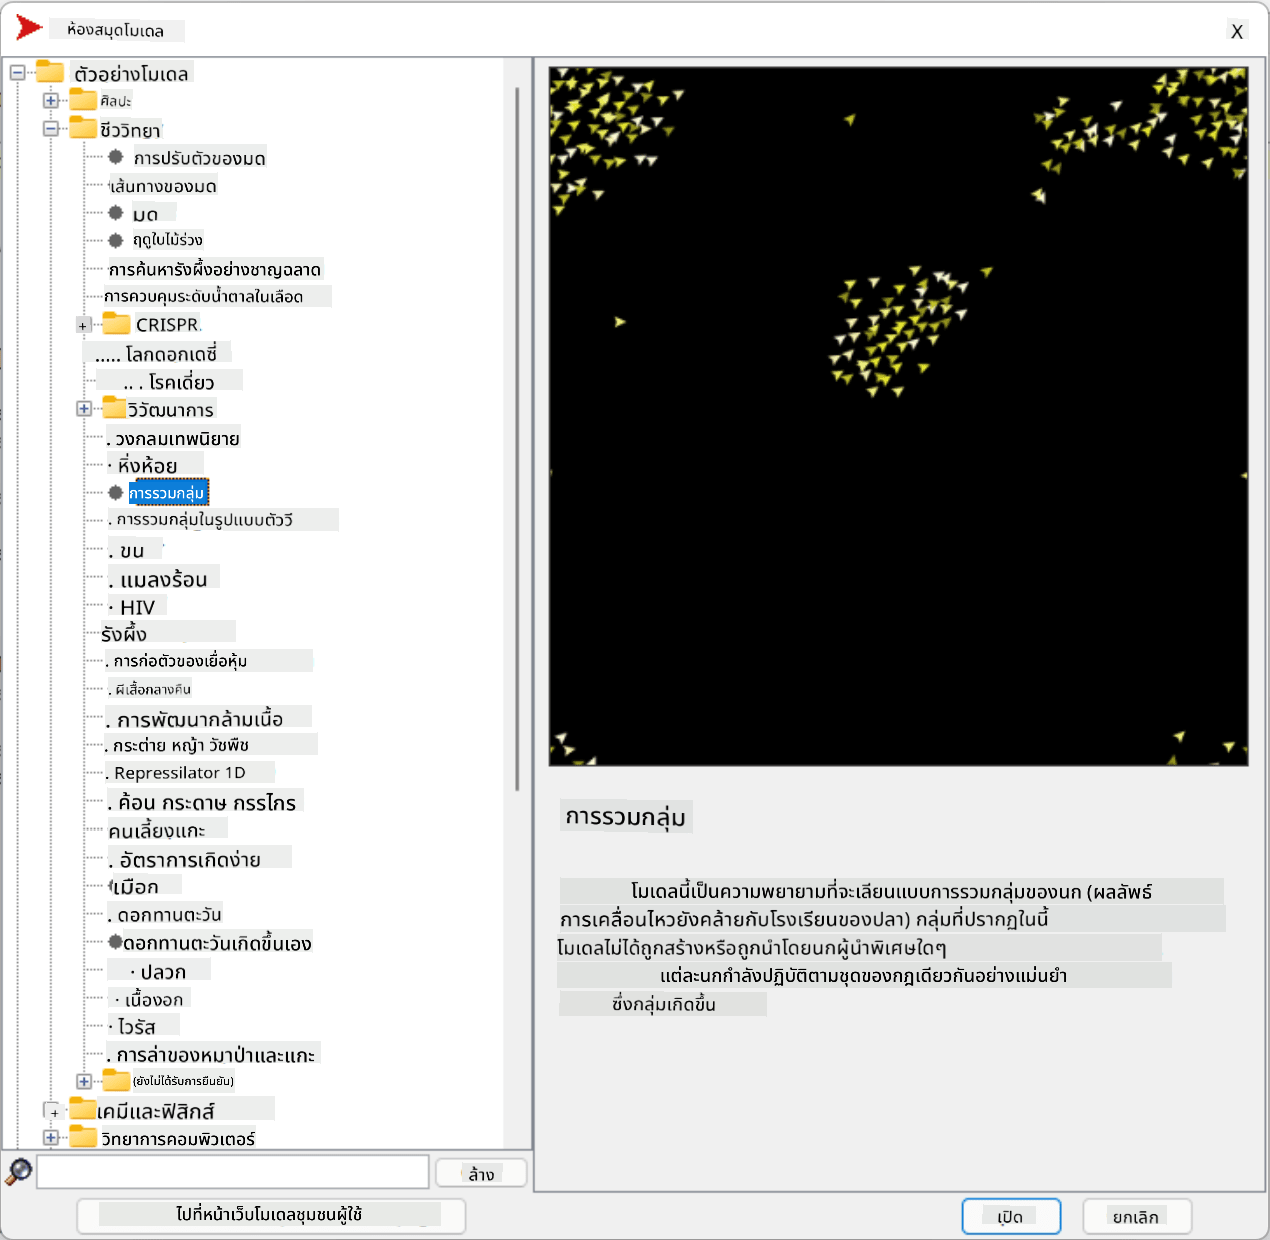 ห้องสมุดโมเดล
X
ตัวอย่างโมเดล
ศิลปะ
ชีววิทยา
การปรับตัวของมด
เส้นทางของมด
มด
ฤดูใบไม้ร่วง
การค้นหารังผึ้งอย่างชาญฉลาด
การควบคุมระดับน้ำตาลในเลือด
CRISPR
..... โลกดอกเดซี่
.. . โรคเดี่ยว
วิวัฒนาการ
. วงกลมเทพนิยาย
· หิ่งห้อย
การรวมกลุ่ม
. การรวมกลุ่มในรูปแบบตัววี
. ขน
. แมลงร้อน
· HIV
รังผึ้ง
. การก่อตัวของเยื่อหุ้ม
. ผีเสื้อกลางคืน
. การพัฒนากล้ามเนื้อ
. กระต่าย หญ้า วัชพืช
. Repressilator 1D
. ค้อน กระดาษ กรรไกร
คนเลี้ยงแกะ
. อัตราการเกิดง่าย
เมือก
. ดอกทานตะวัน
ดอกทานตะวันเกิดขึ้นเอง
· ปลวก
· เนื้องอก
· ไวรัส
. การล่าของหมาป่าและแกะ
(ยังไม่ได้รับการยืนยัน)
เคมีและฟิสิกส์
วิทยาการคอมพิวเตอร์
ล้าง
ไปที่หน้าเว็บโมเดลชุมชนผู้ใช้
การรวมกลุ่ม
โมเดลนี้เป็นความพยายามที่จะเลียนแบบการรวมกลุ่มของนก (ผลลัพธ์
การเคลื่อนไหวยังคล้ายกับโรงเรียนของปลา) กลุ่มที่ปรากฏในนี้
โมเดลไม่ได้ถูกสร้างหรือถูกนำโดยนกผู้นำพิเศษใดๆ
แต่ละนกกำลังปฏิบัติตามชุดของกฎเดียวกันอย่างแม่นยำ
ซึ่งกลุ่มเกิดขึ้น
เปิด
ยกเลิก